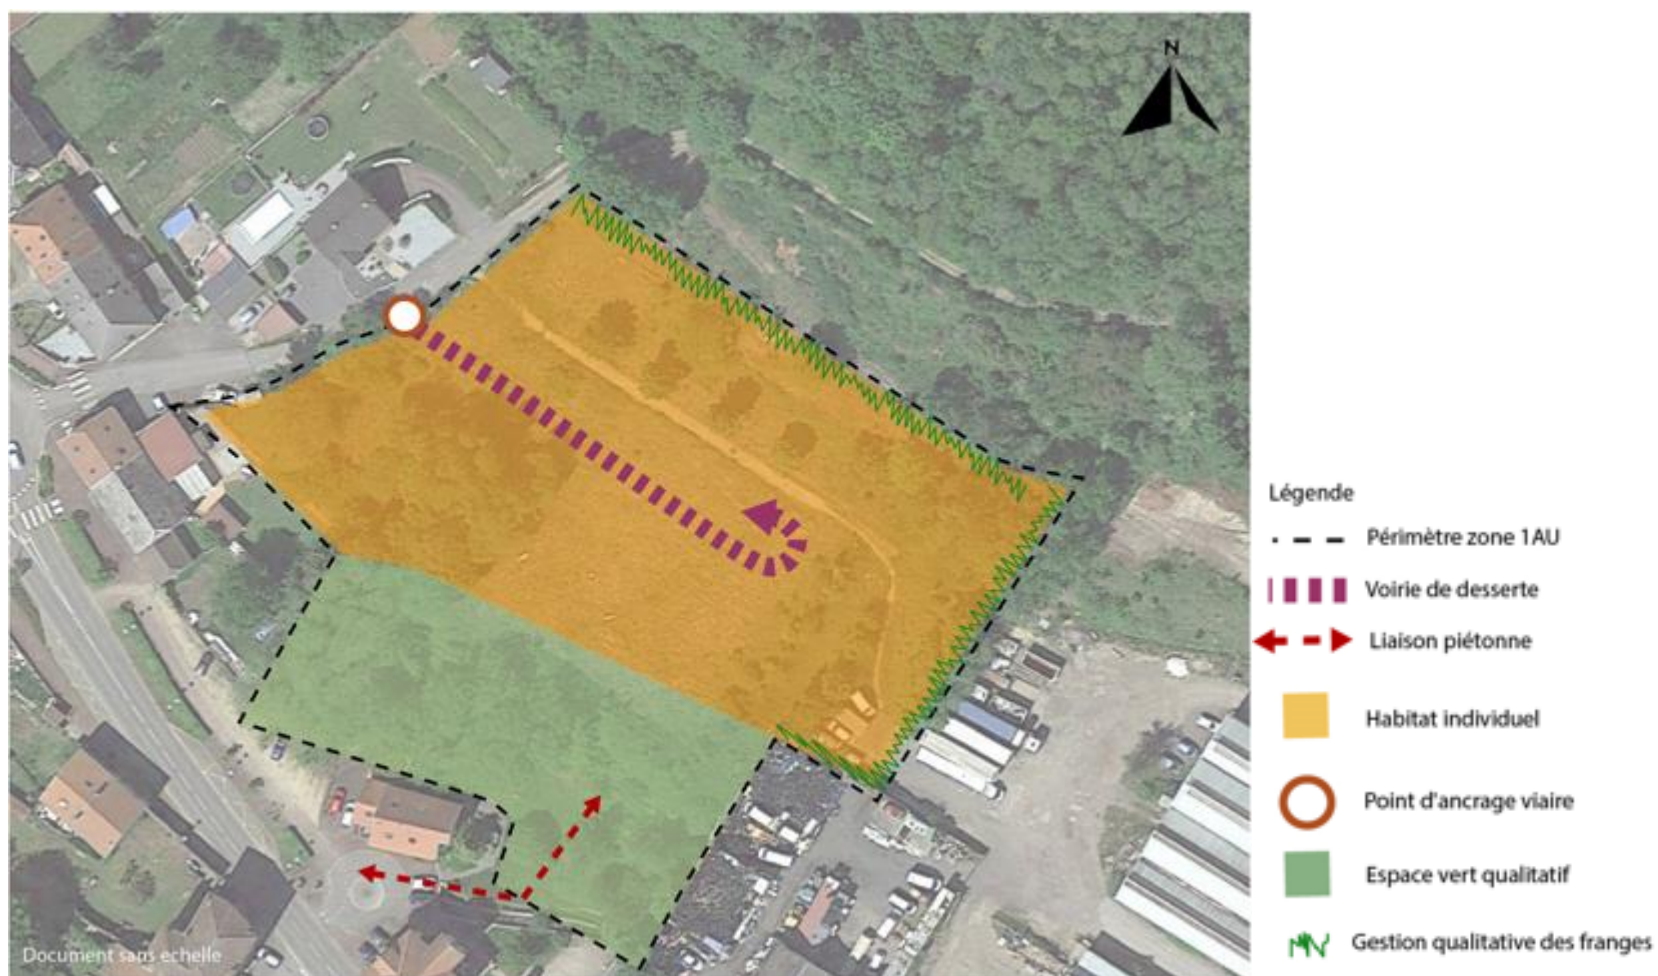 N
Légende
Périmètre zone 1AU
Voirie de desserte
Liaison piétonne
Habitat individuel
Point d'ancrage viaire
Espace vert qualitatif
Gestion qualitative des franges
Document sans echelle